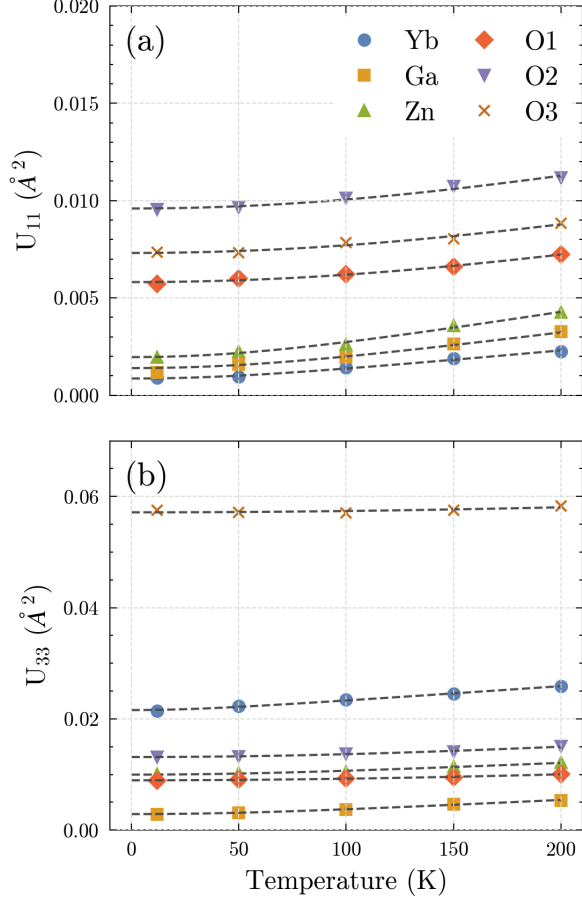 0.020
0.015
0.010
0.005
0.000
U11 (Å²)
(a)
Yb
Ga
Zn
O1
O2
O3
(b)
0.06
0.04
0.02
0.00
U33 (Å²)
0 50 100 150 200
Temperature (K)